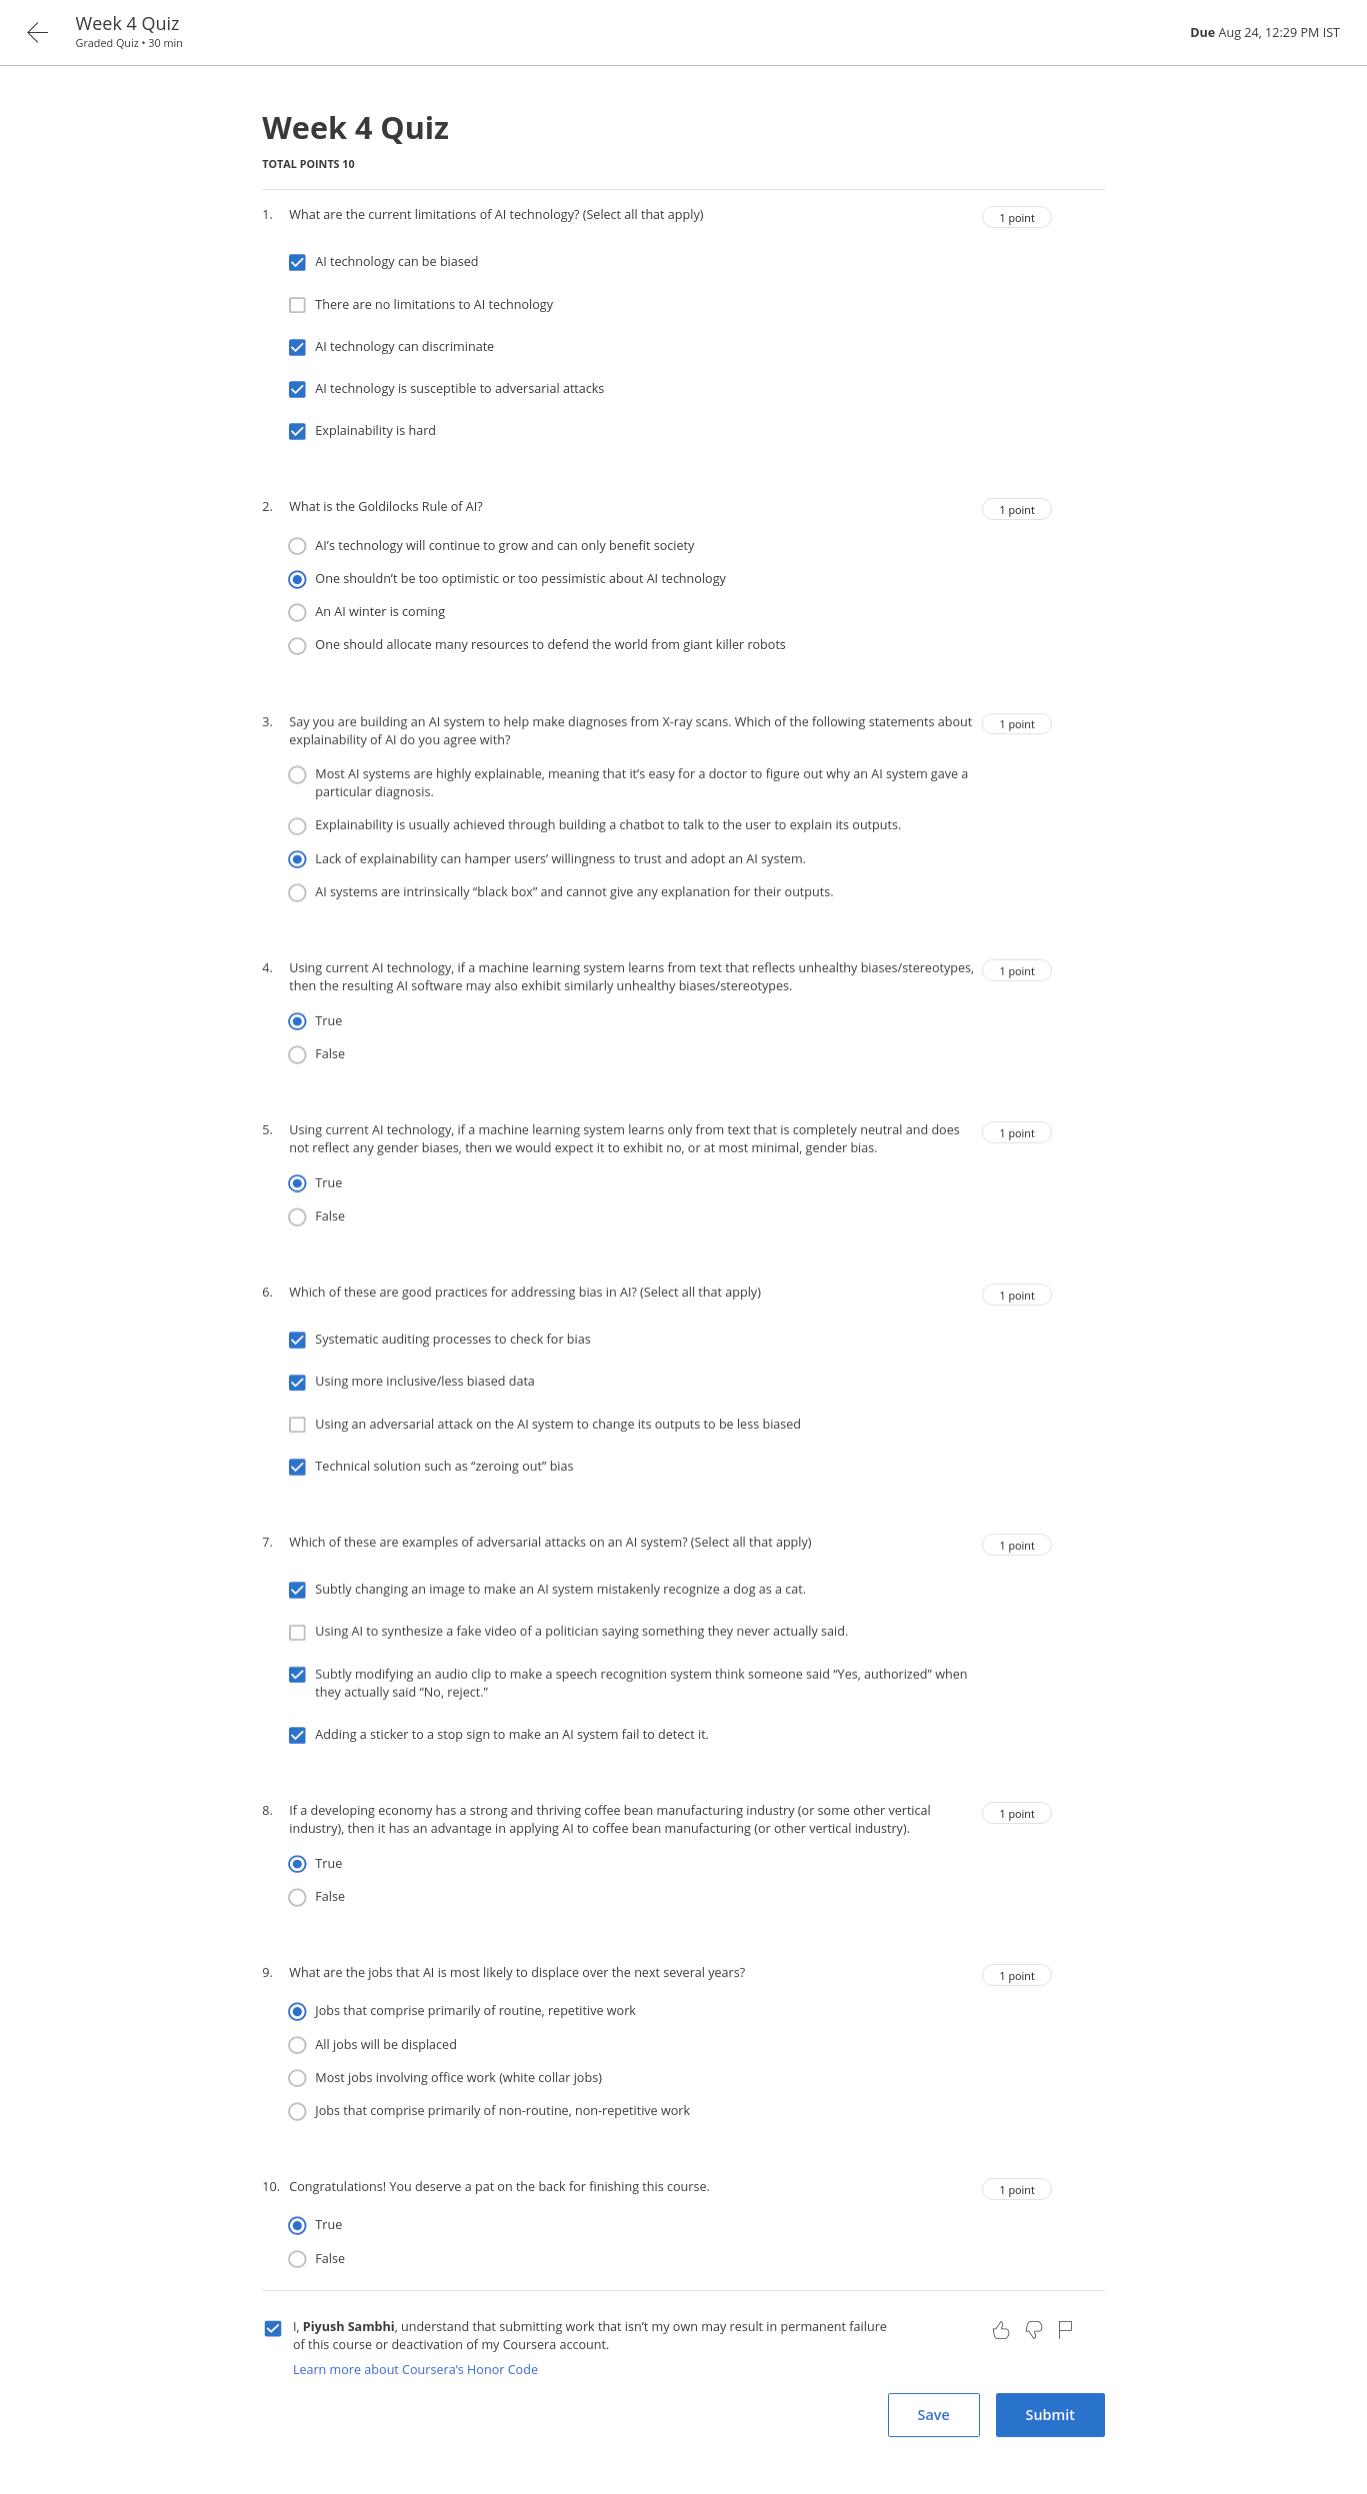 Week 4 Quiz
Graded Quiz • 30 min
Due Aug 24, 12:29 PM IST
Week 4 Quiz
TOTAL POINTS 10
1. What are the current limitations of AI technology? (Select all that apply)
1 point
AI technology can be biased
There are no limitations to AI technology
AI technology can discriminate
AI technology is susceptible to adversarial attacks
Explainability is hard
2. What is the Goldilocks Rule of AI?
1 point
AI’s technology will continue to grow and can only benefit society
One shouldn’t be too optimistic or too pessimistic about AI technology
An AI winter is coming
One should allocate many resources to defend the world from giant killer robots
3. Say you are building an AI system to help make diagnoses from X-ray scans. Which of the following statements about
explainability of AI do you agree with?
1 point
Most AI systems are highly explainable, meaning that it’s easy for a doctor to figure out why an AI system gave a
particular diagnosis.
Explainability is usually achieved through building a chatbot to talk to the user to explain its outputs.
Lack of explainability can hamper users’ willingness to trust and adopt an AI system.
AI systems are intrinsically “black box” and cannot give any explanation for their outputs.
4. Using current AI technology, if a machine learning system learns from text that reflects unhealthy biases/stereotypes,
then the resulting AI software may also exhibit similarly unhealthy biases/stereotypes.
1 point
True
False
5. Using current AI technology, if a machine learning system learns only from text that is completely neutral and does
not reflect any gender biases, then we would expect it to exhibit no, or at most minimal, gender bias.
1 point
True
False
6. Which of these are good practices for addressing bias in AI? (Select all that apply)
1 point
Systematic auditing processes to check for bias
Using more inclusive/less biased data
Using an adversarial attack on the AI system to change its outputs to be less biased
Technical solution such as “zeroing out” bias
7. Which of these are examples of adversarial attacks on an AI system? (Select all that apply)
1 point
Subtly changing an image to make an AI system mistakenly recognize a dog as a cat.
Using AI to synthesize a fake video of a politician saying something they never actually said.
Subtly modifying an audio clip to make a speech recognition system think someone said “Yes, authorized” when
they actually said “No, reject.”
Adding a sticker to a stop sign to make an AI system fail to detect it.
8. If a developing economy has a strong and thriving coffee bean manufacturing industry (or some other vertical
industry), then it has an advantage in applying AI to coffee bean manufacturing (or other vertical industry).
1 point
True
False
9. What are the jobs that AI is most likely to displace over the next several years?
1 point
Jobs that comprise primarily of routine, repetitive work
All jobs will be displaced
Most jobs involving office work (white collar jobs)
Jobs that comprise primarily of non-routine, non-repetitive work
10. Congratulations! You deserve a pat on the back for finishing this course.
1 point
True
False
I, Piyush Sambhi, understand that submitting work that isn’t my own may result in permanent failure
of this course or deactivation of my Coursera account.
Learn more about Coursera’s Honor Code
Save
Submit